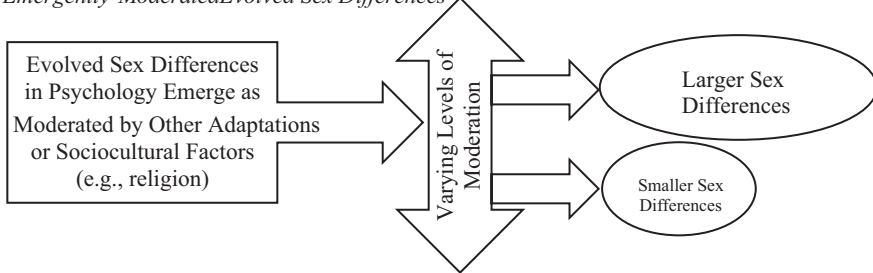 Emergently-ModeratedEvolved Sex Differences
Evolved Sex Differences
in Psychology Emerge as
Moderated by Other Adaptations
or Sociocultural Factors
(e.g., religion)
Varying Levels of
Moderation
Larger Sex
Differences
Smaller Sex
Differences